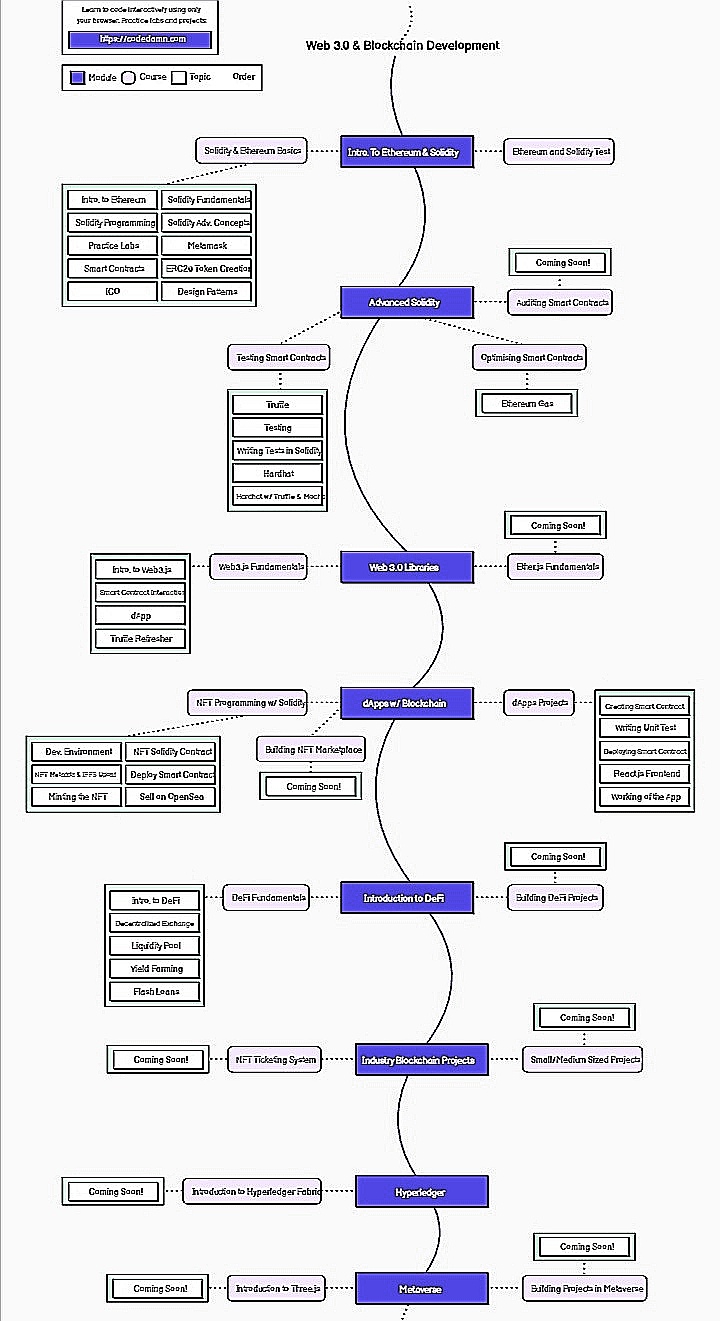 Learn to code interactively using only
your browser. Practice labs and projects:
https://codedamn.com
Web 3.0 & Blockchain Development
Module
Course
Topic
Order
Solidity & Ethereum Basics
Intro. To Ethereum & Solidity
Ethereum and Solidity Test
Intro. to Ethereum
Solidity Fundamentals
Solidity Programming
Solidity Adv. Concepts
Practice Labs
Metamask
Smart Contracts
ERC20 Token Creation
ICO
Design Patterns
Coming Soon!
Advanced Solidity
Auditing Smart Contracts
Testing Smart Contracts
Optimising Smart Contracts
Truffle
Testing
Writing Tests in Solidity
Hardhat
Hardhat w/ Truffle & Mocha
Ethereum Gas
Coming Soon!
Intro. to Web3.js
Web3.js Fundamentals
Web 3.0 Libraries
Ether.js Fundamentals
Smart Contract Interaction
dApp
Truffle Refresher
NFT Programming w/ Solidity
dApps w/ Blockchain
dApps Projects
Creating Smart Contract
Writing Unit Test
Deploying Smart Contract
React.js Frontend
Working of the App
Building NFT Marketplace
Coming Soon!
Dev. Environment
NFT Solidity Contract
NFT Metadata & IPFS Upload
Deploy Smart Contract
Minting the NFT
Sell on OpenSea
Coming Soon!
Intro. to DeFi
DeFi Fundamentals
Introduction to DeFi
Building DeFi Projects
Decentralized Exchange
Liquidity Pool
Yield Farming
Flash Loans
Coming Soon!
Coming Soon!
NFT Ticketing System
Industry Blockchain Projects
Small/Medium Sized Projects
Coming Soon!
Introduction to Hyperledger Fabric
Hyperledger
Coming Soon!
Coming Soon!
Introduction to Three.js
Metaverse
Building Projects in Metaverse